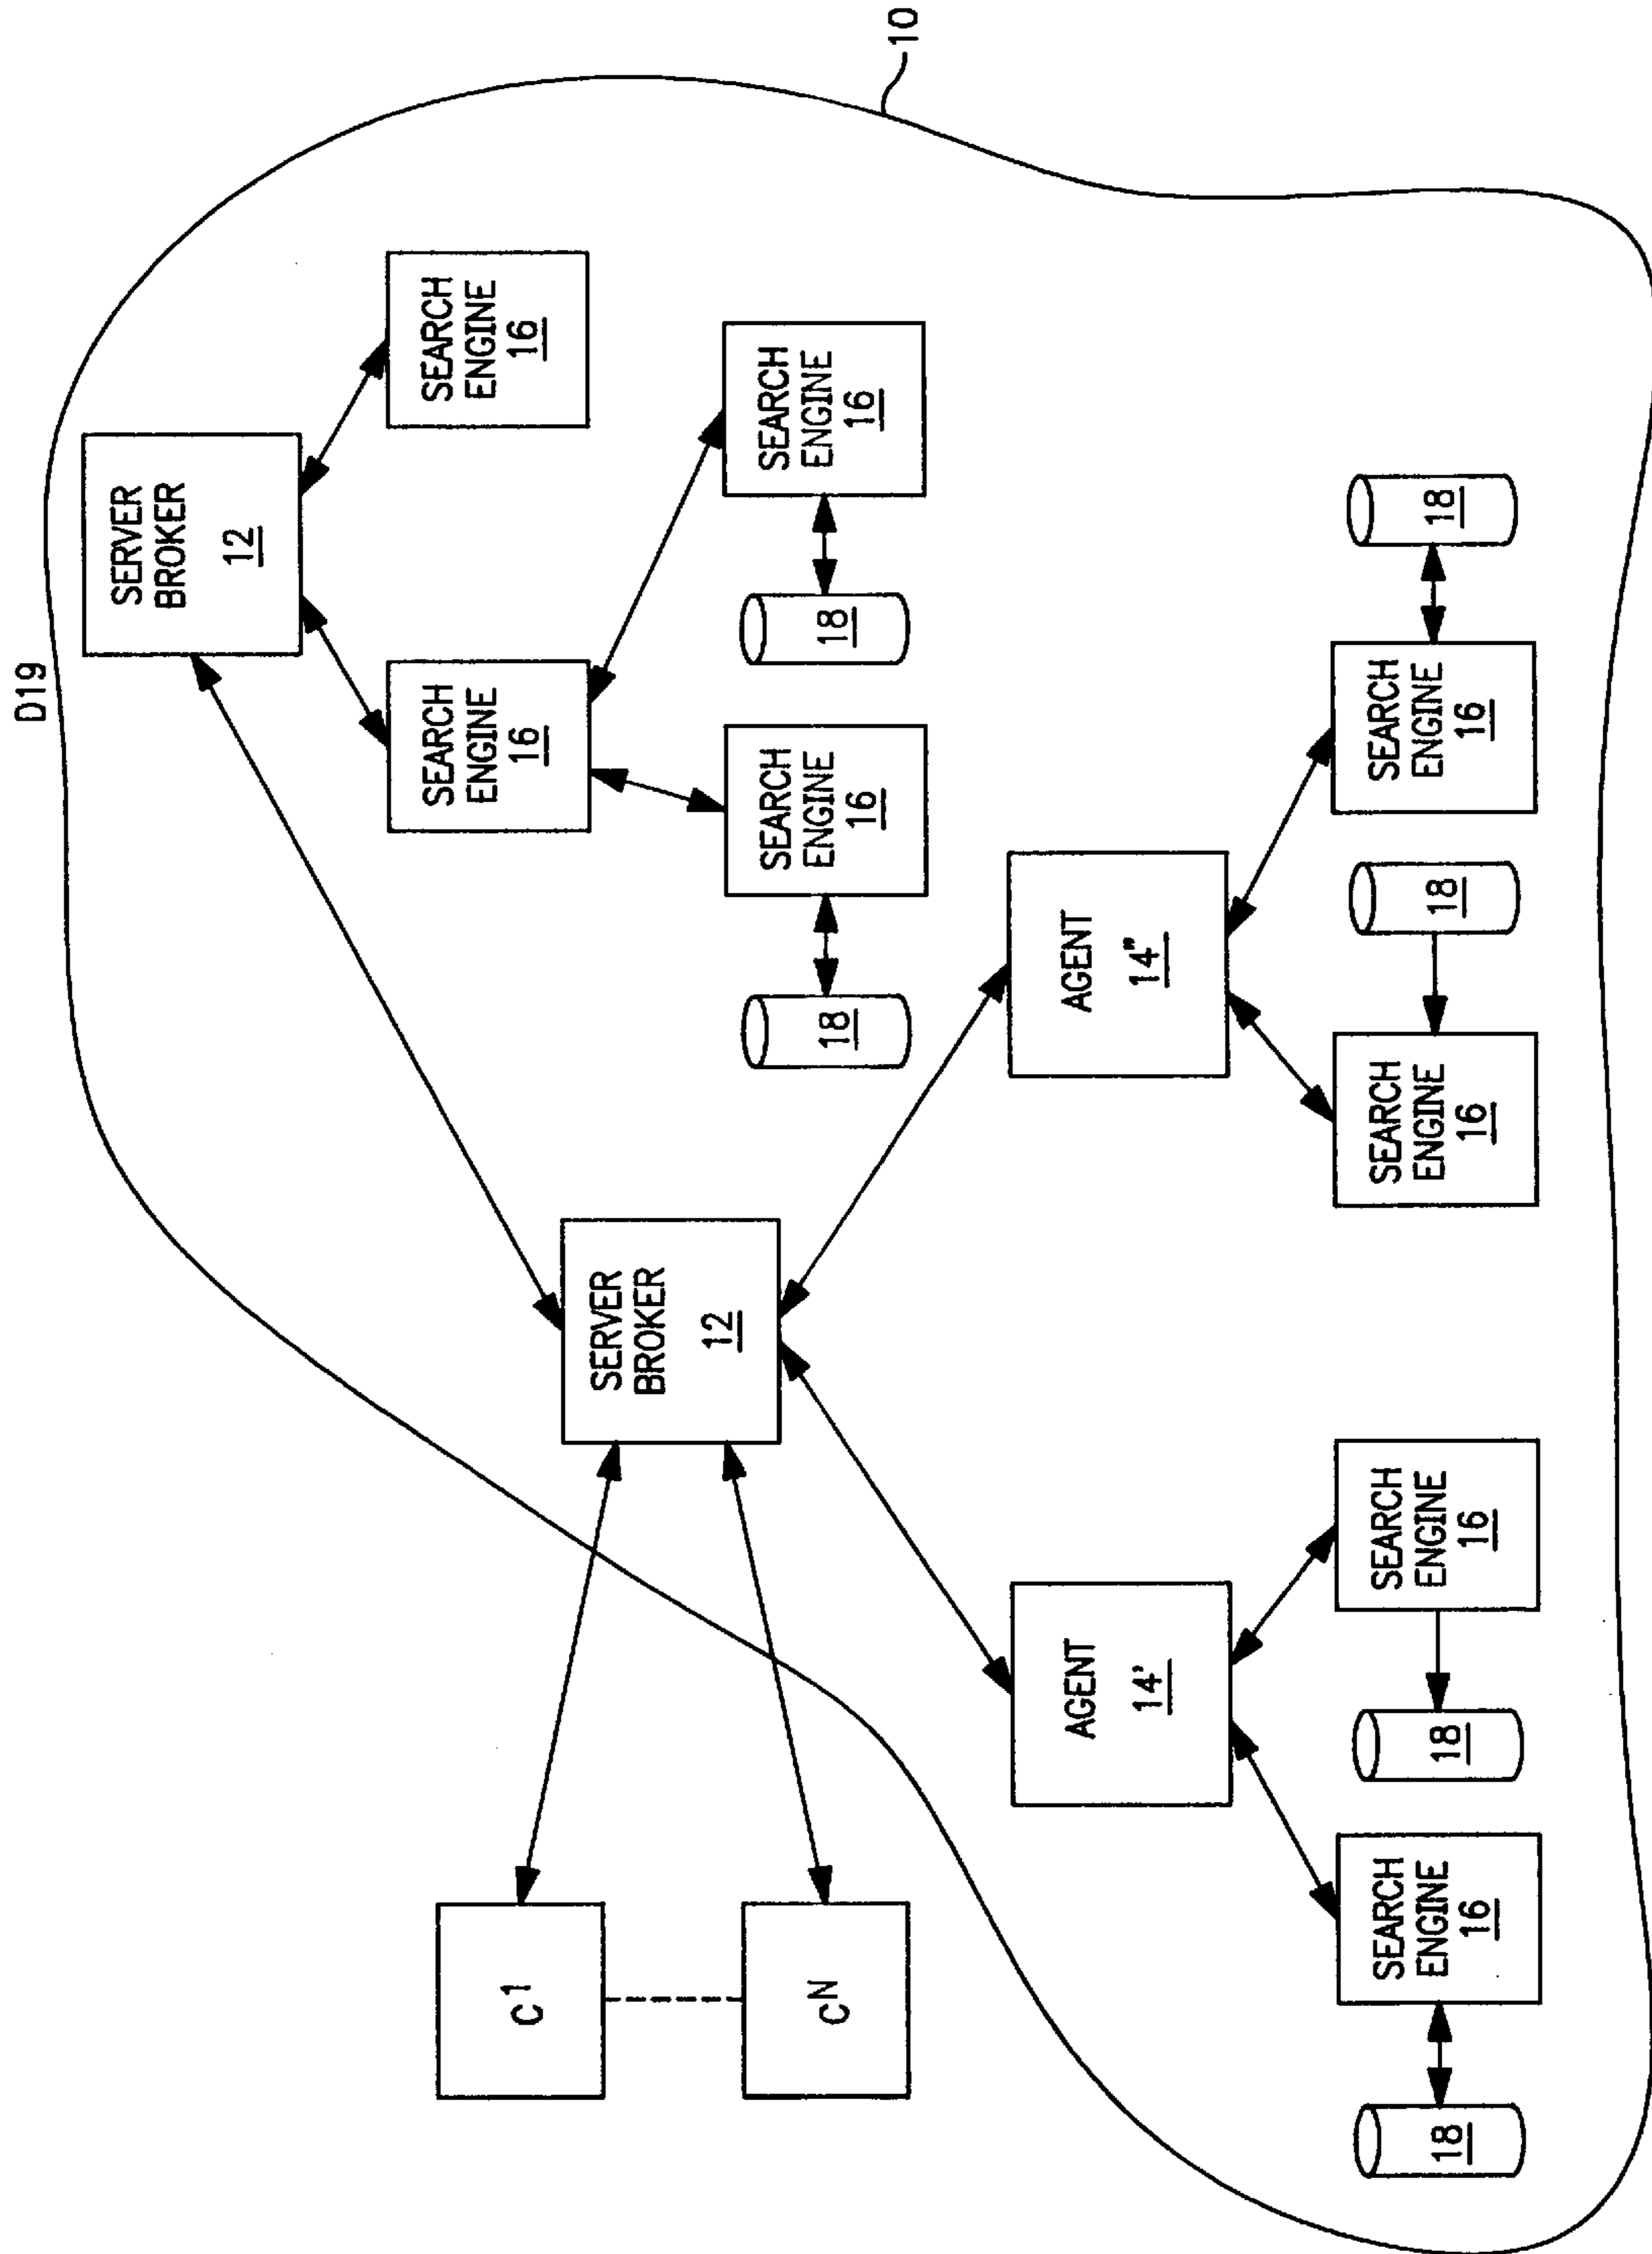 D19
SERVER
BROKER
12
SEARCH
ENGINE
16
SEARCH
ENGINE
16
C1
SERVER
BROKER
12
CN
18
SEARCH
ENGINE
16
18
SEARCH
ENGINE
16
10
AGENT
14'
AGENT
14"
18
SEARCH
ENGINE
16
18
SEARCH
ENGINE
16
SEARCH
ENGINE
16
18
SEARCH
ENGINE
16
18